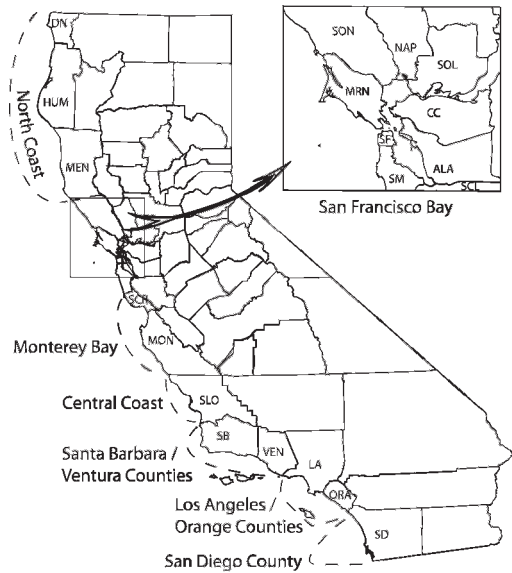 DN
HUM
MEN
North Coast
SON
NAP
SOL
MRN
CC
SF
ALA
SM
SCL
San Francisco Bay
SCR
MON
Monterey Bay
Central Coast
SLO
SB
VEN
LA
ORA
SD
Santa Barbara /
Ventura Counties
Los Angeles /
Orange Counties
San Diego County